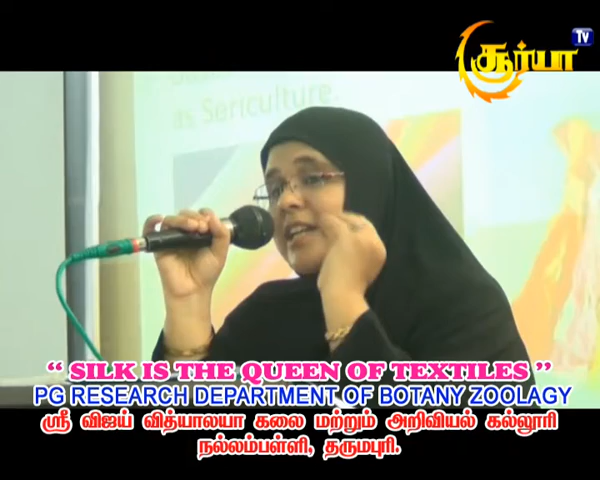 சூர்யா Tv
as Sericulture.
“ SILK IS THE QUEEN OF TEXTILES ”
PG RESEARCH DEPARTMENT OF BOTANY ZOOLAGY
ஸ்ரீ விஜய் வித்யாலயா கலை மற்றும் அறிவியல் கல்லூரி
நல்லம்பள்ளி, தருமபுரி.